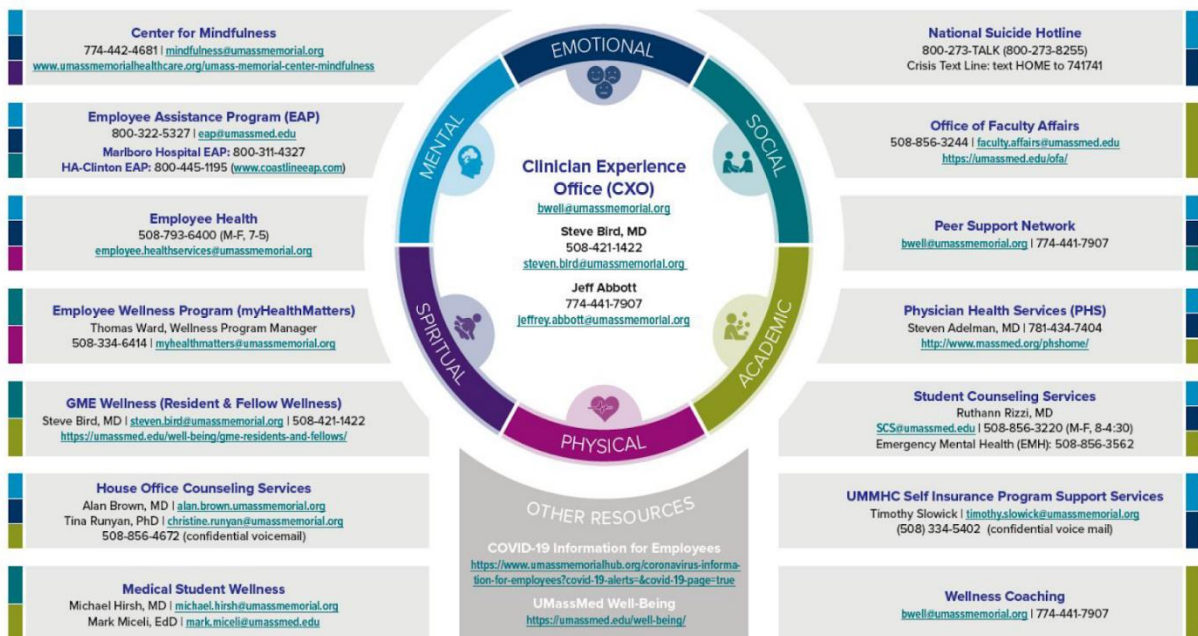 Center for Mindfulness
774-442-4681 | mindfulness@umassmemorial.org
www.umassmemorialhealthcare.org/umass-memorial-center-mindfulness
Employee Assistance Program (EAP)
800-322-5327 | eap@umassmed.edu
Marlboro Hospital EAP: 800-311-4327
HA-Clinton EAP: 800-445-1195 (www.coastlineeap.com)
Employee Health
508-793-6400 (M-F, 7-5)
employee.healthservices@umassmemorial.org
Employee Wellness Program (myHealthMatters)
Thomas Ward, Wellness Program Manager
508-334-6414 | myhealthmatters@umassmemorial.org
GME Wellness (Resident & Fellow Wellness)
Steve Bird, MD | steven.bird@umassmemorial.org | 508-421-1422
https://umassmed.edu/well-being/gme-residents-and-fellows/
House Office Counseling Services
Alan Brown, MD | alan.brown.umassmemorial.org
Tina Runyan, PhD | christine.runyan@umassmemorial.org
508-856-4672 (confidential voicemail)
Medical Student Wellness
Michael Hirsh, MD | michael.hirsh@umassmemorial.org
Mark Miceli, EdD | mark.miceli@umassmed.edu
EMOTIONAL
SOCIAL
ACADEMIC
PHYSICAL
SPIRITUAL
MENTAL
Clinician Experience
Office (CXO)
bwell@umassmemorial.org
Steve Bird, MD
508-421-1422
steven.bird@umassmemorial.org
Jeff Abbott
774-441-7907
jeffrey.abbott@umassmemorial.org
OTHER RESOURCES
COVID-19 Information for Employees
https://www.umassmemorialhub.org/coronavirus-informa-
tion-for-employees?covid-19-alerts=&covid-19-page=true
UMassMed Well-Being
https://umassmed.edu/well-being/
National Suicide Hotline
800-273-TALK (800-273-8255)
Crisis Text Line: text HOME to 741741
Office of Faculty Affairs
508-856-3244 | faculty.affairs@umassmed.edu
https://umassmed.edu/ofa/
Peer Support Network
bwell@umassmemorial.org | 774-441-7907
Physician Health Services (PHS)
Steven Adelman, MD | 781-434-7404
http://www.massmed.org/phshome/
Student Counseling Services
Ruthann Rizzi, MD
SCS@umassmed.edu | 508-856-3220 (M-F, 8-4:30)
Emergency Mental Health (EMH): 508-856-3562
UMMHC Self Insurance Program Support Services
Timothy Slowick | timothy.slowick@umassmemorial.org
(508) 334-5402 (confidential voice mail)
Wellness Coaching
bwell@umassmemorial.org | 774-441-7907